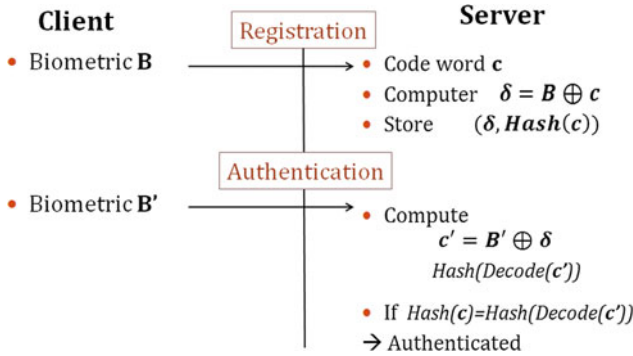 Client
Server
Registration
• Biometric B
• Code word c
• Computer δ = B ⊕ c
• Store (δ, Hash(c))
Authentication
• Biometric B'
• Compute
c' = B' ⊕ δ
Hash(Decode(c'))
• If Hash(c)=Hash(Decode(c'))
→ Authenticated